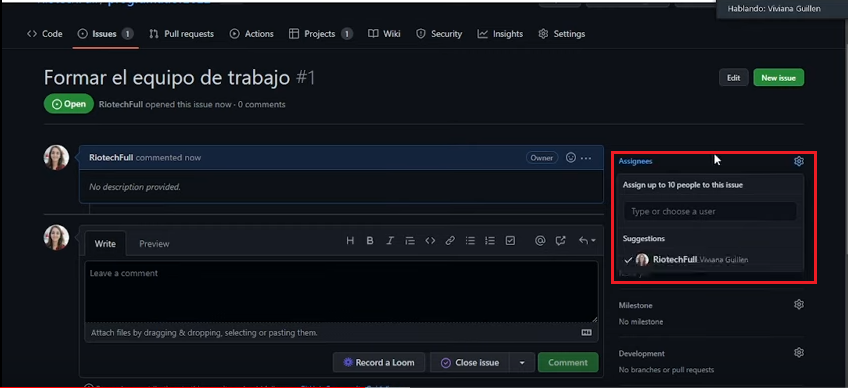 Hablando: Viviana Guillen
Code Issues 1 Pull requests Actions Projects 1 Wiki Security Insights Settings
Formar el equipo de trabajo #1
Edit New issue
Open RiotechFull opened this issue now · 0 comments
RiotechFull commented now Owner ...
No description provided.
Assignees
Assign up to 10 people to this issue
Type or choose a user
Suggestions
RiotechFull Viviana Guillen
Write Preview
Leave a comment
Attach files by dragging & dropping, selecting or pasting them.
Record a Loom Close issue Comment
Milestone
No milestone
Development
No branches or pull requests